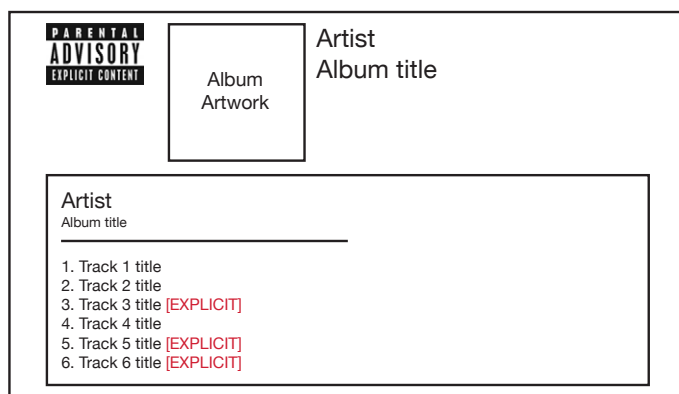 PARENTAL
ADVISORY
EXPLICIT CONTENT
Album
Artwork
Artist
Album title
Artist
Album title
1. Track 1 title
2. Track 2 title
3. Track 3 title [EXPLICIT]
4. Track 4 title
5. Track 5 title [EXPLICIT]
6. Track 6 title [EXPLICIT]